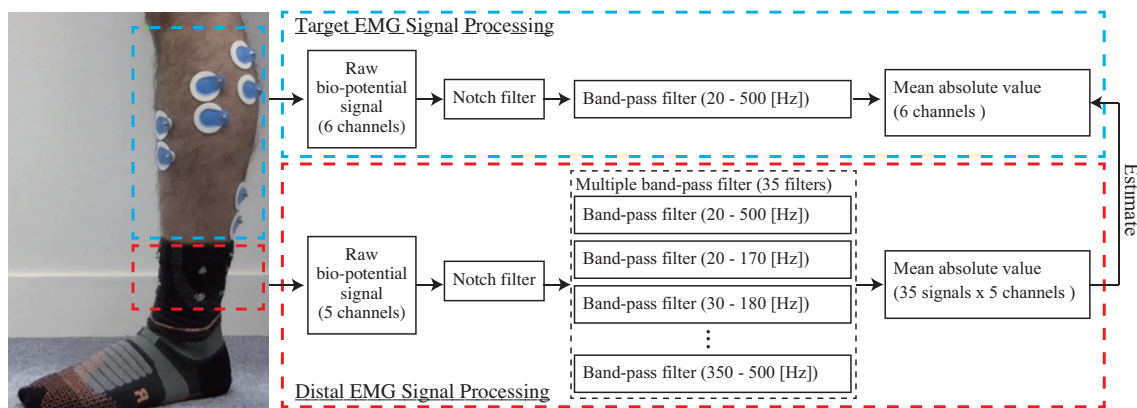 Target EMG Signal Processing
Raw
bio-potential
signal
(6 channels)
Notch filter
Band-pass filter (20 - 500 [Hz])
Mean absolute value
(6 channels )
Estimate
Multiple band-pass filter (35 filters)
Raw
bio-potential
signal
(5 channels)
Notch filter
Band-pass filter (20 - 500 [Hz])
Band-pass filter (20 - 170 [Hz])
Band-pass filter (30 - 180 [Hz])
Band-pass filter (350 - 500 [Hz])
Mean absolute value
(35 signals x 5 channels )
Distal EMG Signal Processing
R